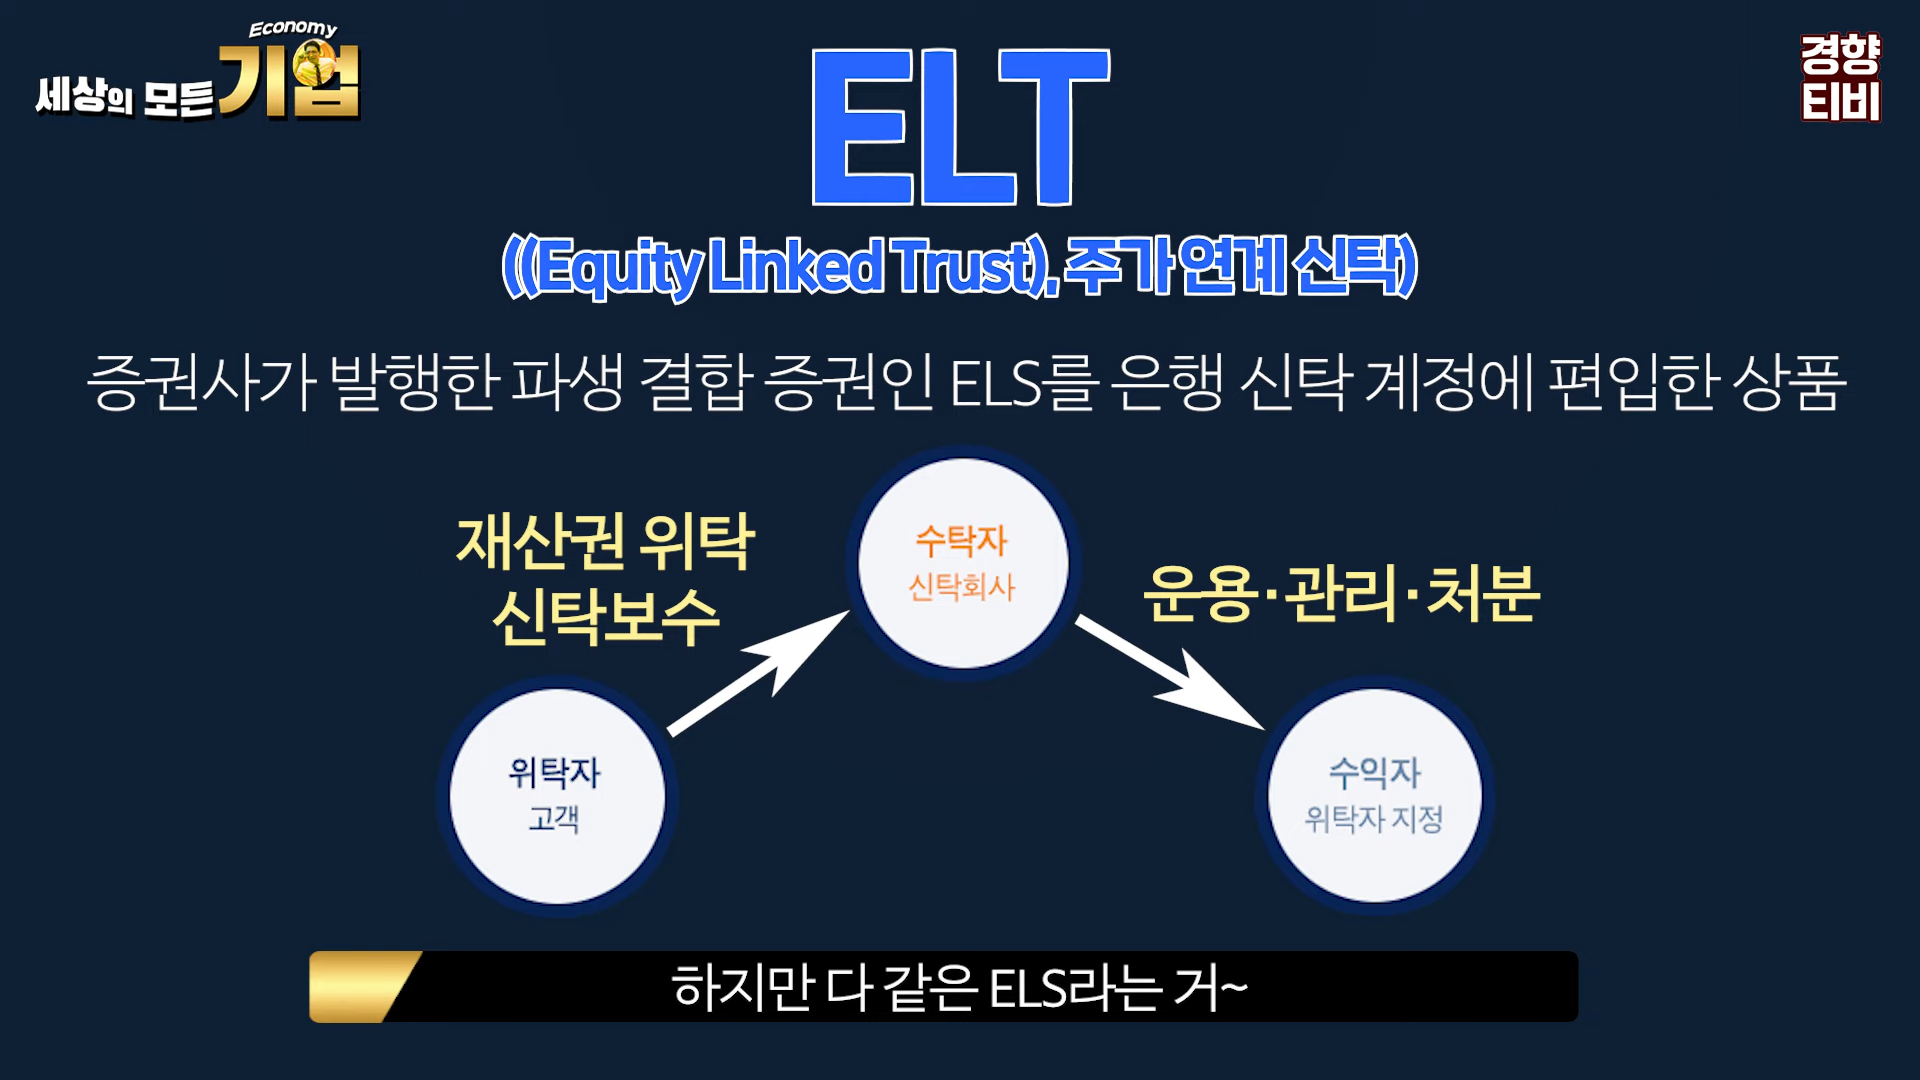 Economy
세상의 모든 기업
경향
티비
ELT
((Equity Linked Trust), 주가 연계 신탁)
증권사가 발행한 파생 결합 증권인 ELS를 은행 신탁 계정에 편입한 상품
재산권 위탁
신탁보수
수탁자
신탁회사
운용·관리·처분
위탁자
고객
수익자
위탁자 지정
하지만 다 같은 ELS라는 거~